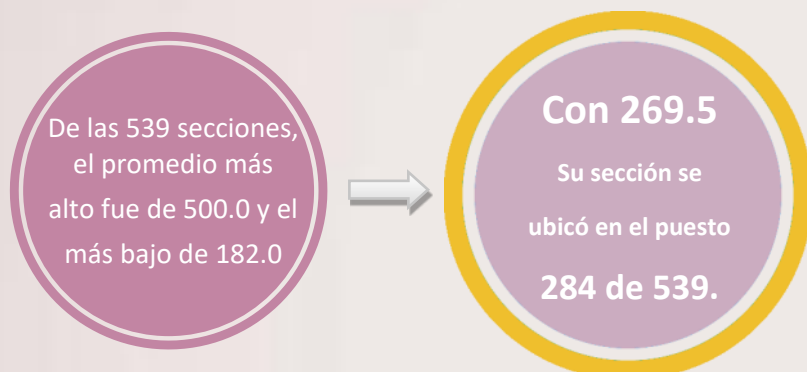 De las 539 secciones,
el promedio más
alto fue de 500.0 y el
más bajo de 182.0
Con 269.5
Su sección se
ubicó en el puesto
284 de 539.